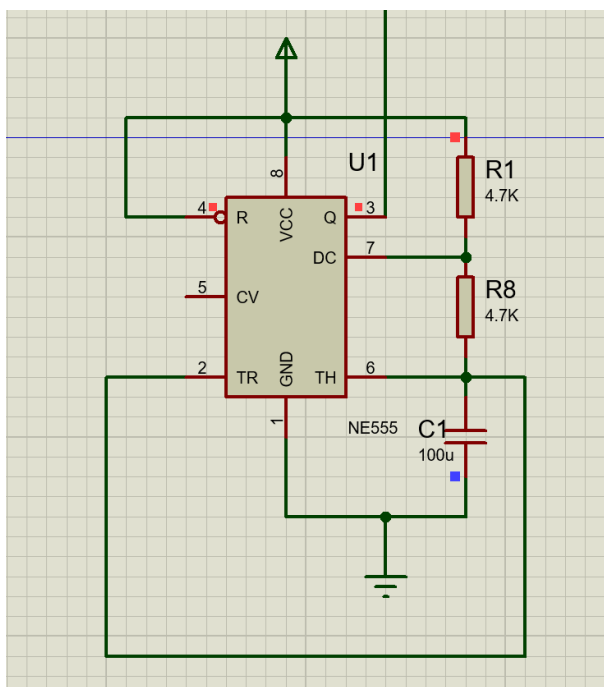 U1
8
R1
4.7K
4
R
VCC
Q
3
DC
7
R8
4.7K
5
CV
2
TR
GND
TH
6
1
NE555
C1
100u